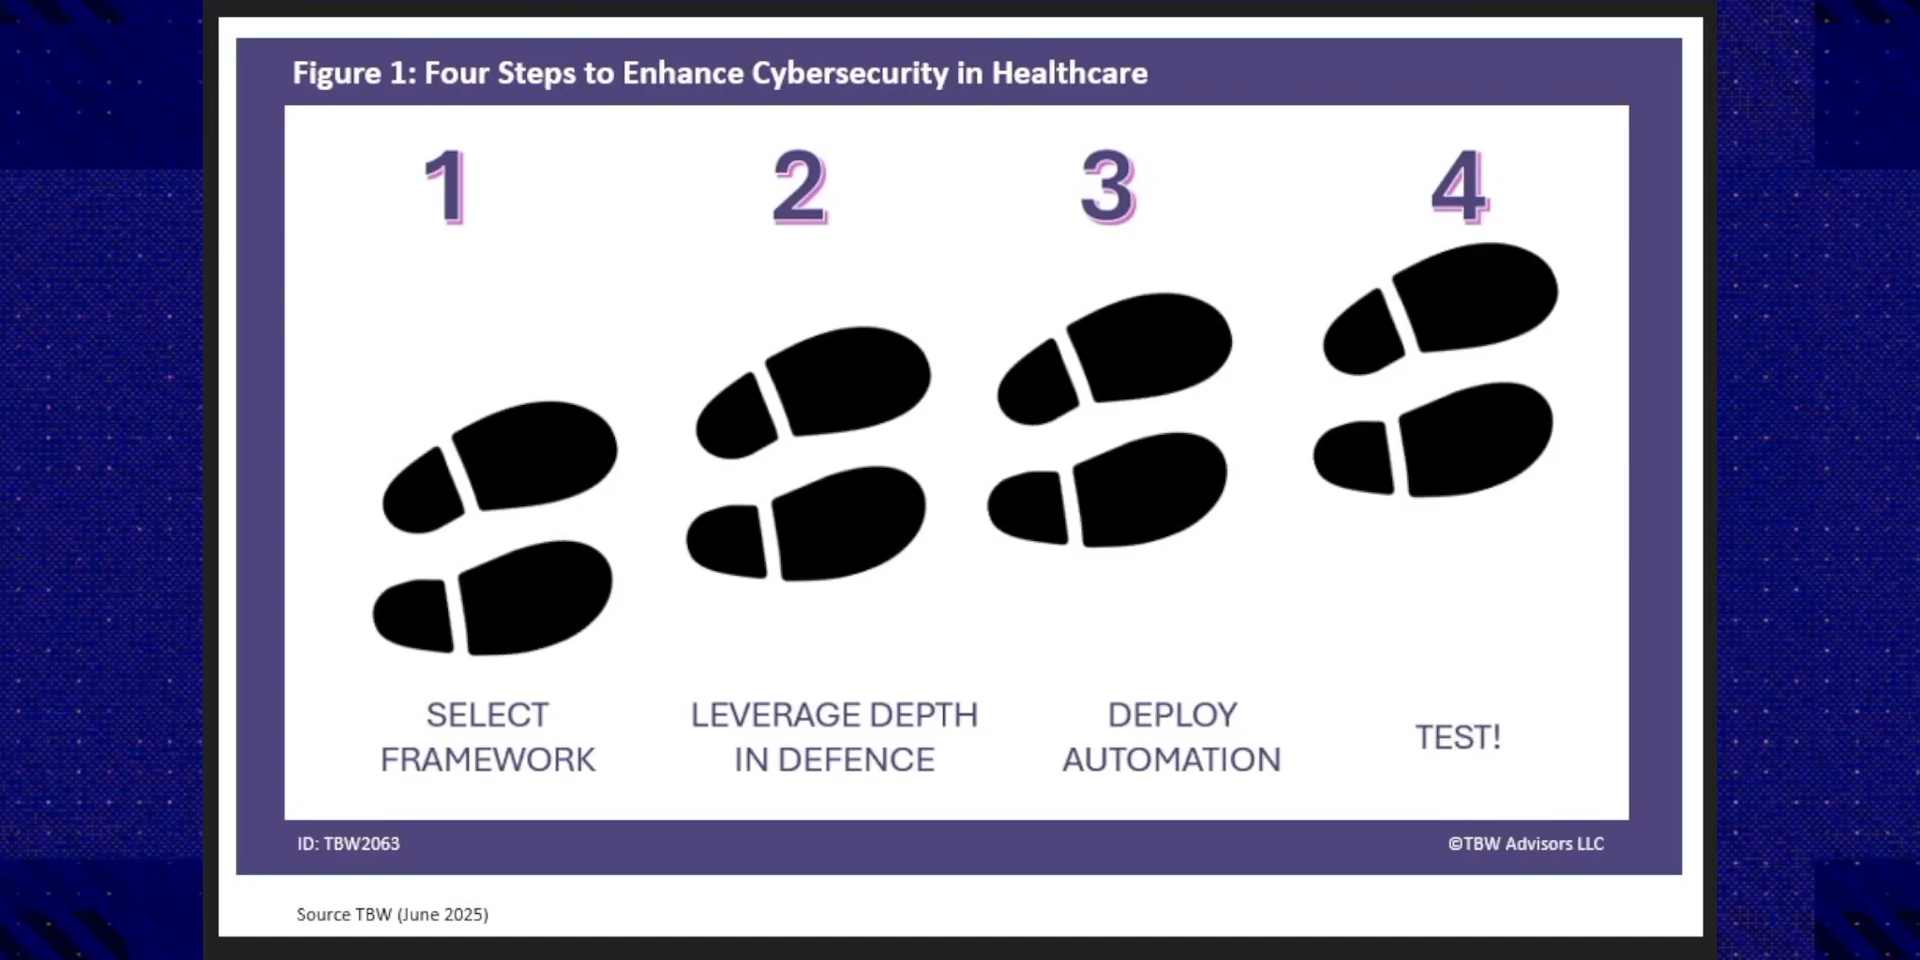 Figure 1: Four Steps to Enhance Cybersecurity in Healthcare
1
2
3
4
SELECT
FRAMEWORK
LEVERAGE DEPTH
IN DEFENCE
DEPLOY
AUTOMATION
TEST!
ID: TBW2063
©TBW Advisors LLC
Source TBW (June 2025)